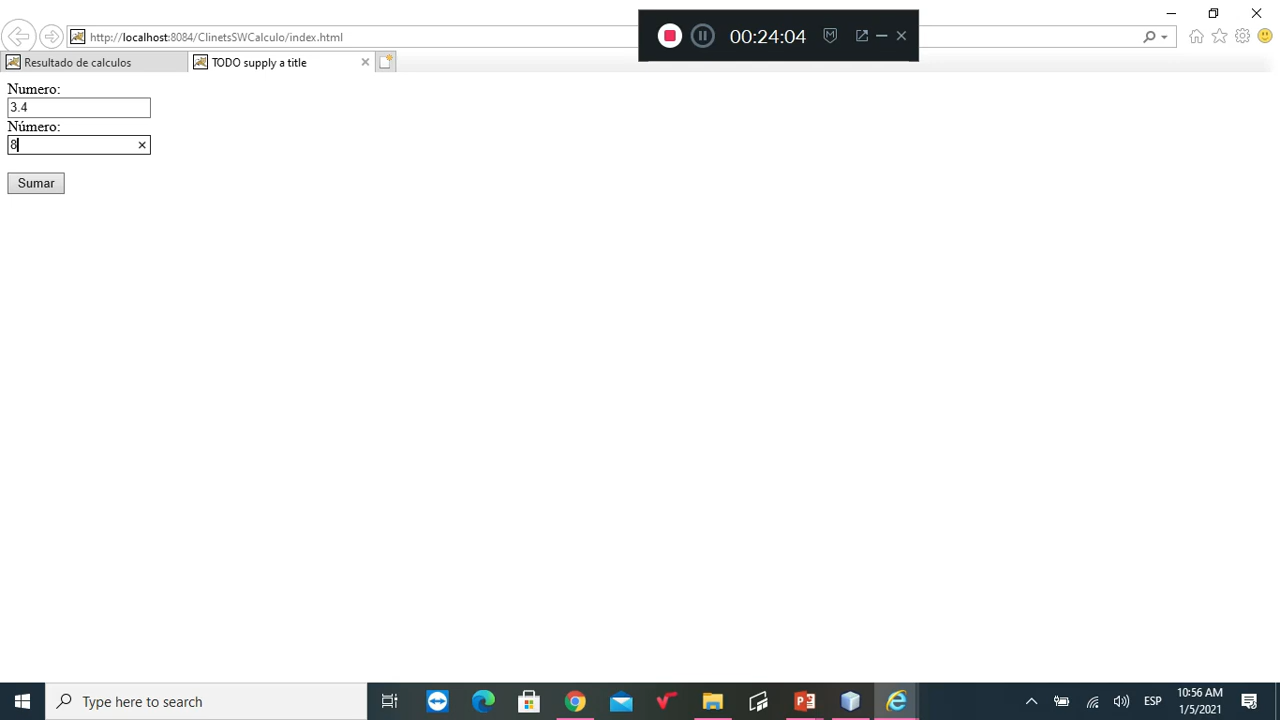 00:24:04
http://localhost:8084/ClinetsSWCalculo/index.html
Resultado de calculos
TODO supply a title
Numero:
3.4
Número:
8
Sumar
Type here to search
ESP
10:56 AM
1/5/2021